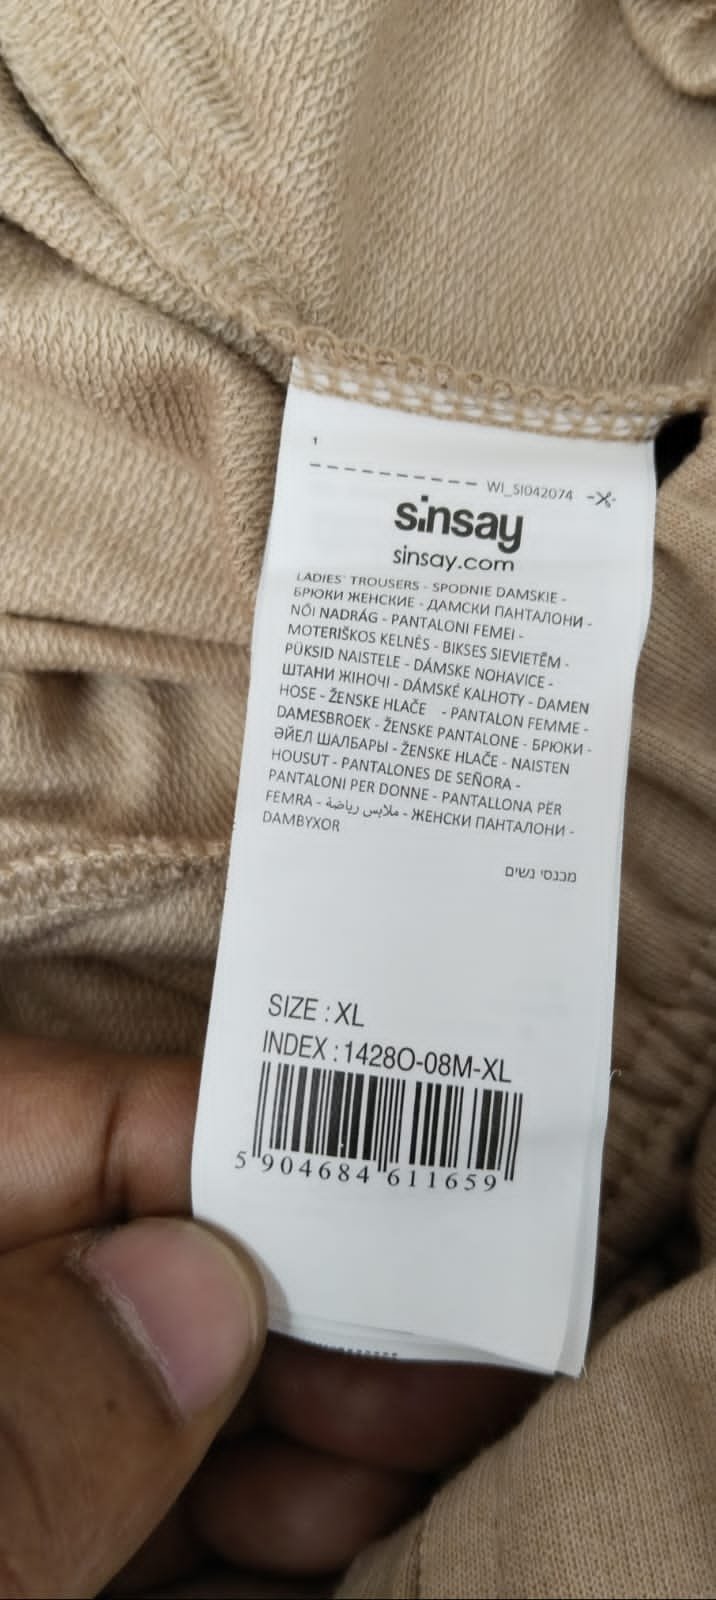 1
WI_SI042074
sinsay
sinsay.com
LADIES' TROUSERS - SPODNIE DAMSKIE -
БРЮКИ ЖЕНСКИЕ - ДАМСКИ ПАНТАЛОНИ -
NŐI NADRÁG - PANTALONI FEMEI -
MOTERIŠKOS KELNĖS - BIKSES SIEVIETĒM -
PÜKSID NAISTELE - DÁMSKE NOHAVICE -
ШТАНИ ЖІНОЧІ - DÁMSKÉ KALHOTY - DAMEN
HOSE - ŽENSKE HLAČE - PANTALON FEMME -
DAMESBROEK - ŽENSKE PANTALONE - БРЮКИ -
ӘЙЕЛ ШАЛБАРЫ - ŽENSKE HLAČE - NAISTEN
HOUSUT - PANTALONES DE SEÑORA -
PANTALONI PER DONNE - PANTALLONA PËR
FEMRA - ملابس رياضة - ЖЕНСКИ ПАНТАЛОНИ -
DAMBYXOR
מכנסי נשים
SIZE : XL
INDEX : 1428O-08M-XL
5 904684 611659